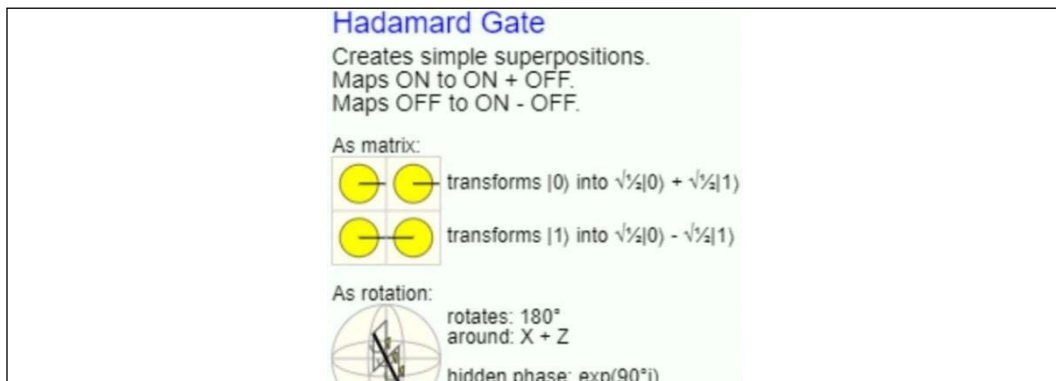 Hadamard Gate
Creates simple superpositions.
Maps ON to ON + OFF.
Maps OFF to ON - OFF.
As matrix:
transforms |0⟩ into √½|0⟩ + √½|1⟩
transforms |1⟩ into √½|0⟩ - √½|1⟩
As rotation:
rotates: 180°
around: X + Z
hidden phase: exp(90°i)